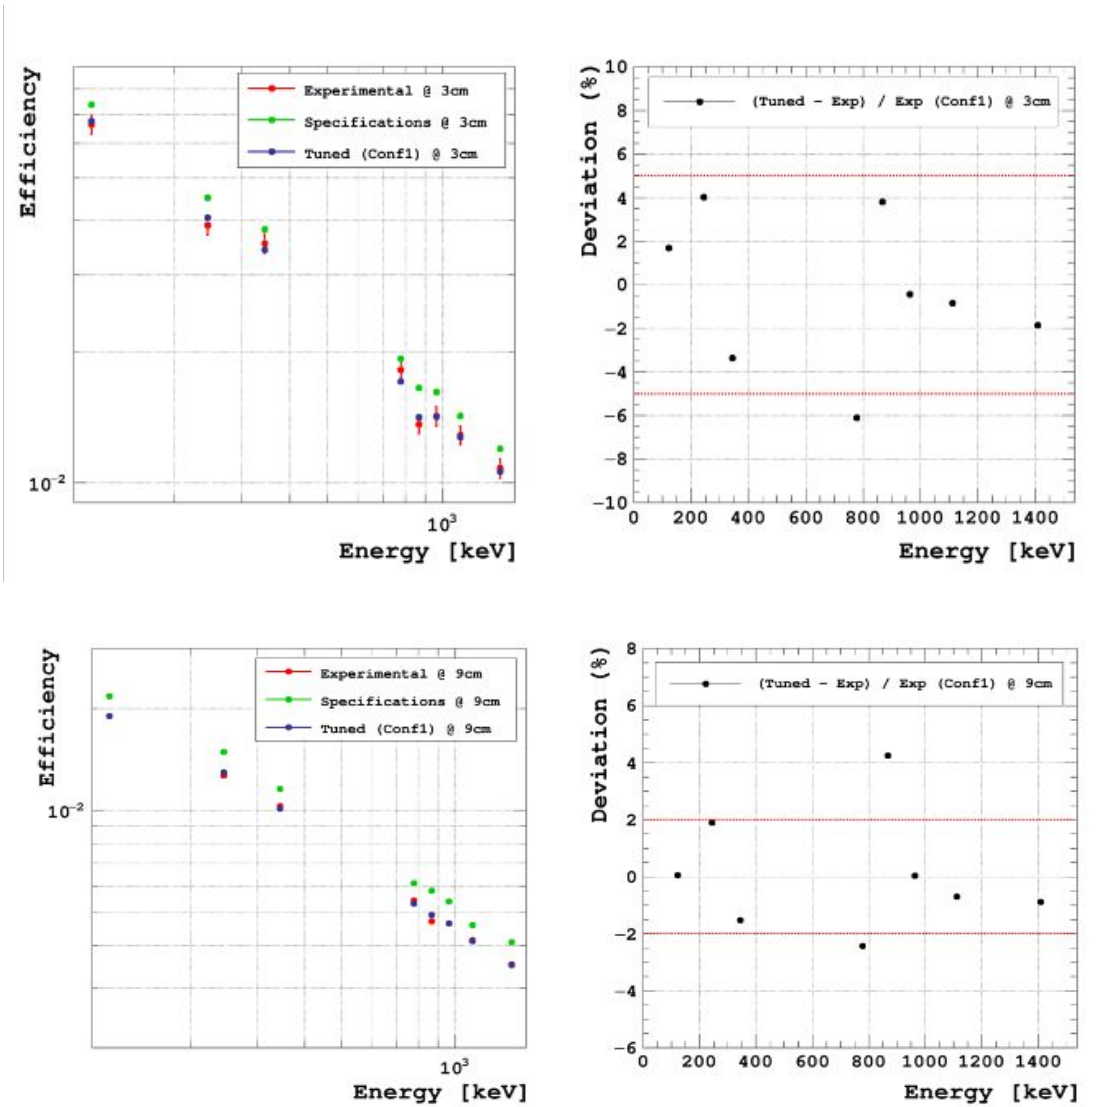 Efficiency
Experimental @ 3cm
Specifications @ 3cm
Tuned (Conf1) @ 3cm
10−2
103
Energy [keV]
Deviation (%)
(Tuned − Exp) / Exp (Conf1) @ 3cm
10
8
6
4
2
0
−2
−4
−6
−8
−10
0 200 400 600 800 1000 1200 1400
Energy [keV]
Efficiency
Experimental @ 9cm
Specifications @ 9cm
Tuned (Conf1) @ 9cm
10−2
103
Energy [keV]
Deviation (%)
(Tuned − Exp) / Exp (Conf1) @ 9cm
8
6
4
2
0
−2
−4
−6
0 200 400 600 800 1000 1200 1400
Energy [keV]